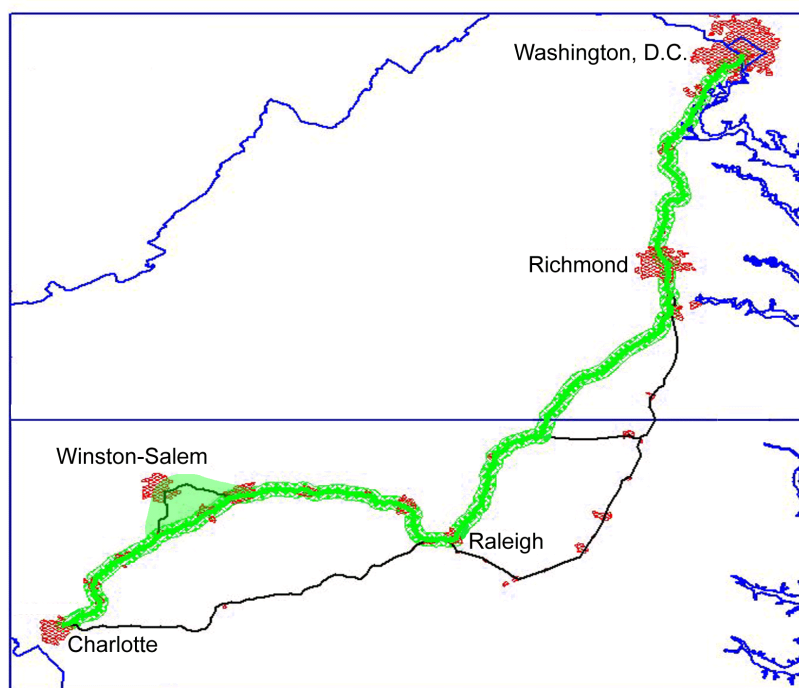 Washington, D.C.
Richmond
Winston-Salem
Raleigh
Charlotte